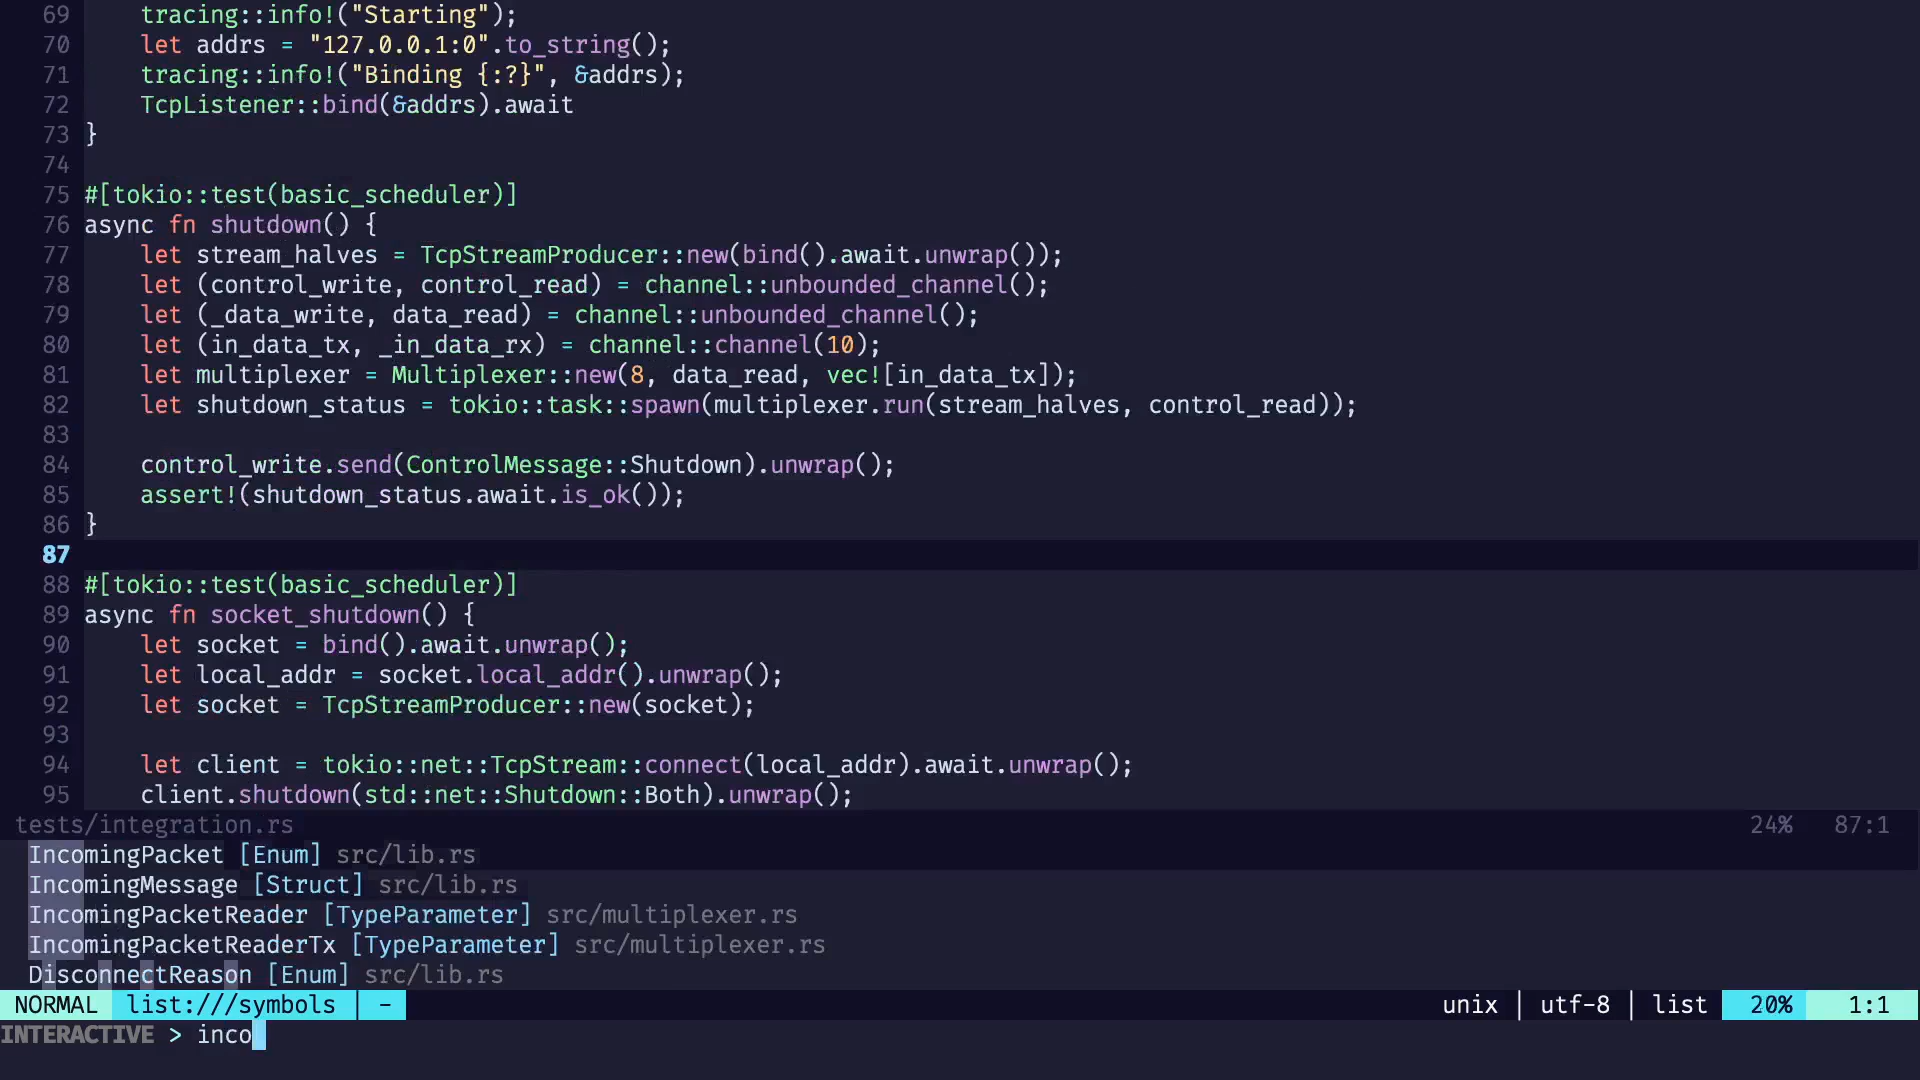 69     tracing::info!("Starting");
70     let addrs = "127.0.0.1:0".to_string();
71     tracing::info!("Binding {:?}", &addrs);
72     TcpListener::bind(&addrs).await
73 }
74
75 #[tokio::test(basic_scheduler)]
76 async fn shutdown() {
77     let stream_halves = TcpStreamProducer::new(bind().await.unwrap());
78     let (control_write, control_read) = channel::unbounded_channel();
79     let (_data_write, data_read) = channel::unbounded_channel();
80     let (in_data_tx, _in_data_rx) = channel::channel(10);
81     let multiplexer = Multiplexer::new(8, data_read, vec![in_data_tx]);
82     let shutdown_status = tokio::task::spawn(multiplexer.run(stream_halves, control_read));
83
84     control_write.send(ControlMessage::Shutdown).unwrap();
85     assert!(shutdown_status.await.is_ok());
86 }
87
88 #[tokio::test(basic_scheduler)]
89 async fn socket_shutdown() {
90     let socket = bind().await.unwrap();
91     let local_addr = socket.local_addr().unwrap();
92     let socket = TcpStreamProducer::new(socket);
93
94     let client = tokio::net::TcpStream::connect(local_addr).await.unwrap();
95     client.shutdown(std::net::Shutdown::Both).unwrap();
tests/integration.rs 24% 87:1
IncomingPacket [Enum] src/lib.rs
IncomingMessage [Struct] src/lib.rs
IncomingPacketReader [TypeParameter] src/multiplexer.rs
IncomingPacketReaderTx [TypeParameter] src/multiplexer.rs
DisconnectReason [Enum] src/lib.rs
NORMAL list:///symbols | - unix | utf-8 | list 20% 1:1
INTERACTIVE > inco